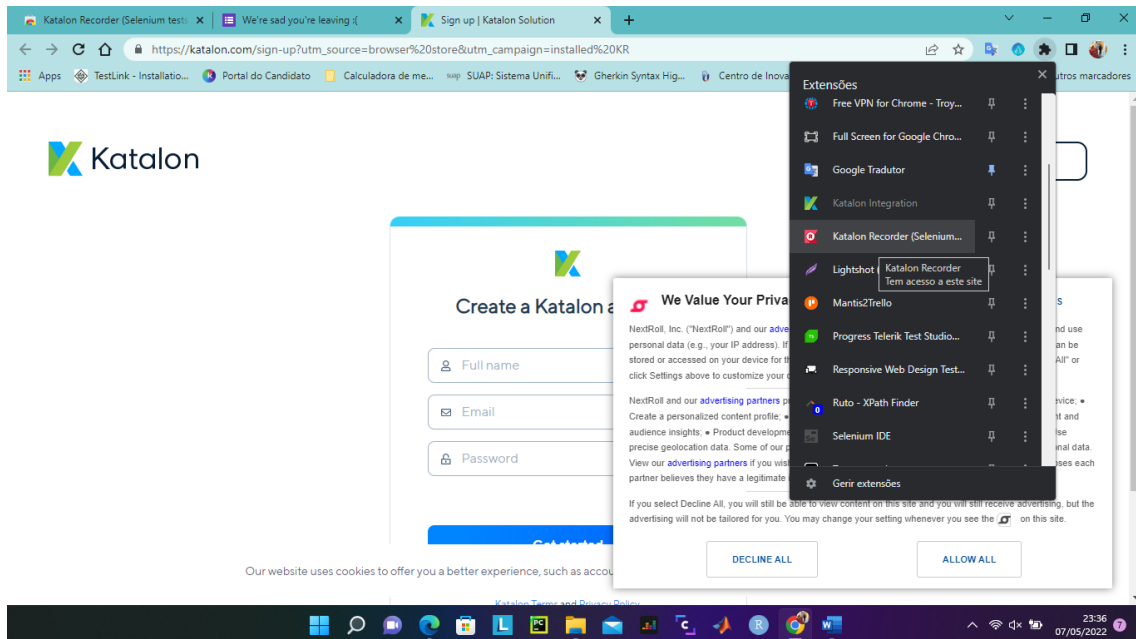 Katalon Recorder (Selenium tests
We're sad you're leaving :(
Sign up | Katalon Solution
https://katalon.com/sign-up?utm_source=browser%20store&utm_campaign=installed%20KR
Apps
TestLink - Installatio...
Portal do Candidato
Calculadora de me...
suap SUAP: Sistema Unifi...
Gherkin Syntax Hig...
Centro de Inova
utros marcadores
Extensões
Free VPN for Chrome - Troy...
Full Screen for Google Chro...
Google Tradutor
Katalon Integration
Katalon Recorder (Selenium...
Lightshot (
Katalon Recorder
Tem acesso a este site
Mantis2Trello
Progress Telerik Test Studio...
Responsive Web Design Test...
0
Ruto - XPath Finder
Selenium IDE
Gerir extensões
Katalon
Create a Katalon a
Full name
Email
Password
Get started
Katalon Terms and Privacy Policy
Our website uses cookies to offer you a better experience, such as accou
We Value Your Priva
NextRoll, Inc. ("NextRoll") and our adve
nd use
personal data (e.g., your IP address). If
an be
stored or accessed on your device for th
All" or
click Settings above to customize your c
NextRoll and our advertising partners p
evice; ●
Create a personalized content profile; ●
nt and
audience insights; ● Product developme
Use
precise geolocation data. Some of our p
nal data.
View our advertising partners if you wis
oses each
partner believes they have a legitimate
If you select Decline All, you will still be able to view content on this site and you will still receive advertising, but the
advertising will not be tailored for you. You may change your setting whenever you see the on this site.
DECLINE ALL
ALLOW ALL
23:36
07/05/2022
7